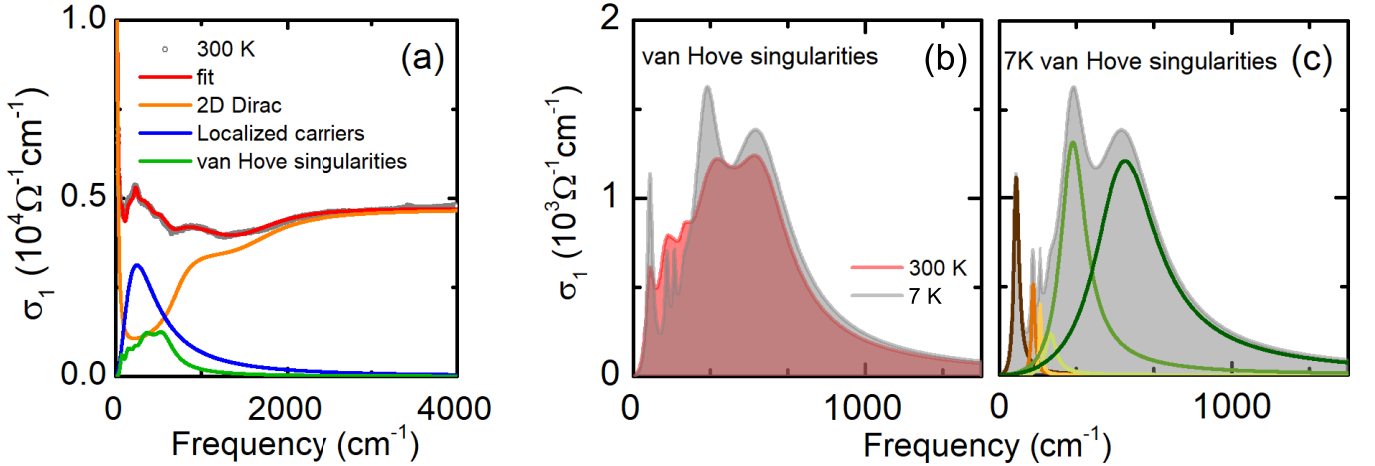 1.0
0.5
0.0
σ₁ (10⁴Ω⁻¹cm⁻¹)
(a)
300 K
fit
2D Dirac
Localized carriers
van Hove singularities
0
2000
4000
Frequency (cm⁻¹)
2
1
0
σ₁ (10³Ω⁻¹cm⁻¹)
van Hove singularities (b)
300 K
7 K
0
1000
7K van Hove singularities (c)
0
1000
Frequency (cm⁻¹)